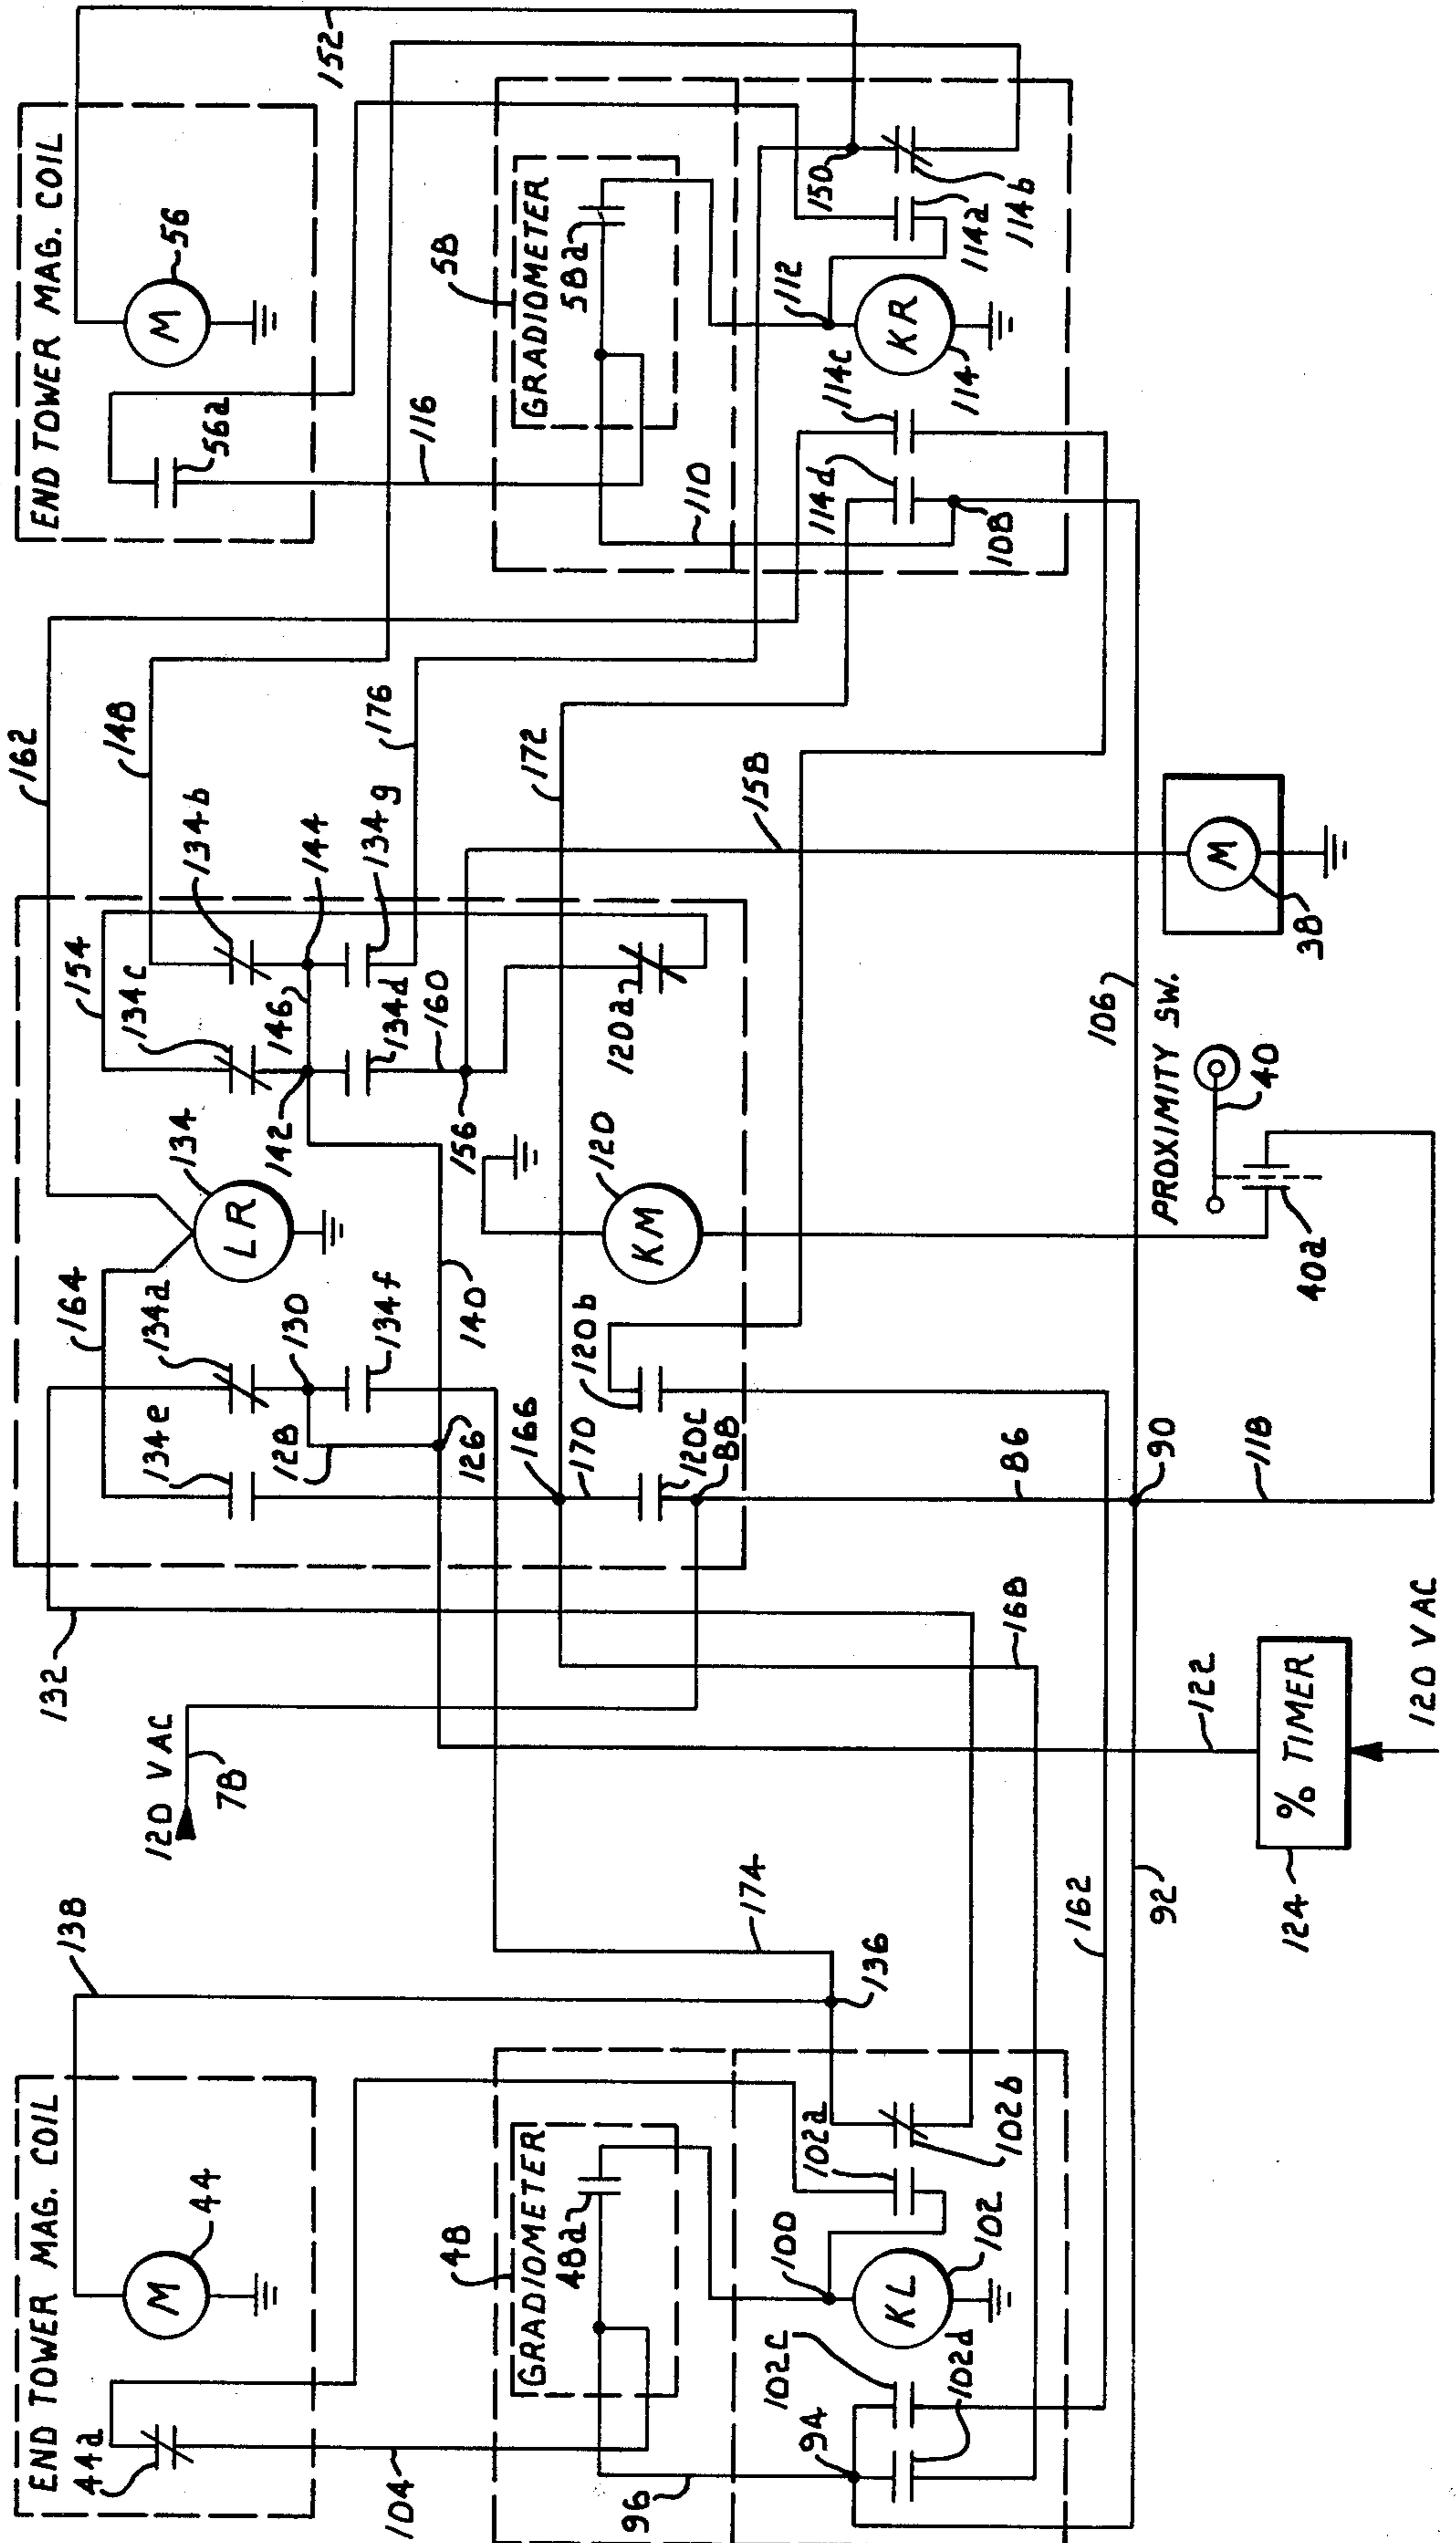 END TOWER MAG. COIL
44a
M
44
138
104
GRADIOMETER
48
48a
96
94
102c
102d
100
KL
102
102a
102b
136
174
162
92
120 VAC
78
132
168
122
124
% TIMER
120 VAC
164
134e
134a
128
130
134f
126
140
166
170
120c
88
120b
86
90
118
LR
134
142
KM
120
156
154
134c
146
134d
160
120a
134b
144
134g
162
148
176
172
158
106
PROXIMITY SW.
40
40a
M
38
END TOWER MAG. COIL
56a
M
56
152
116
GRADIOMETER
58
58a
110
108
114d
114c
112
KR
114
114a
114b
150